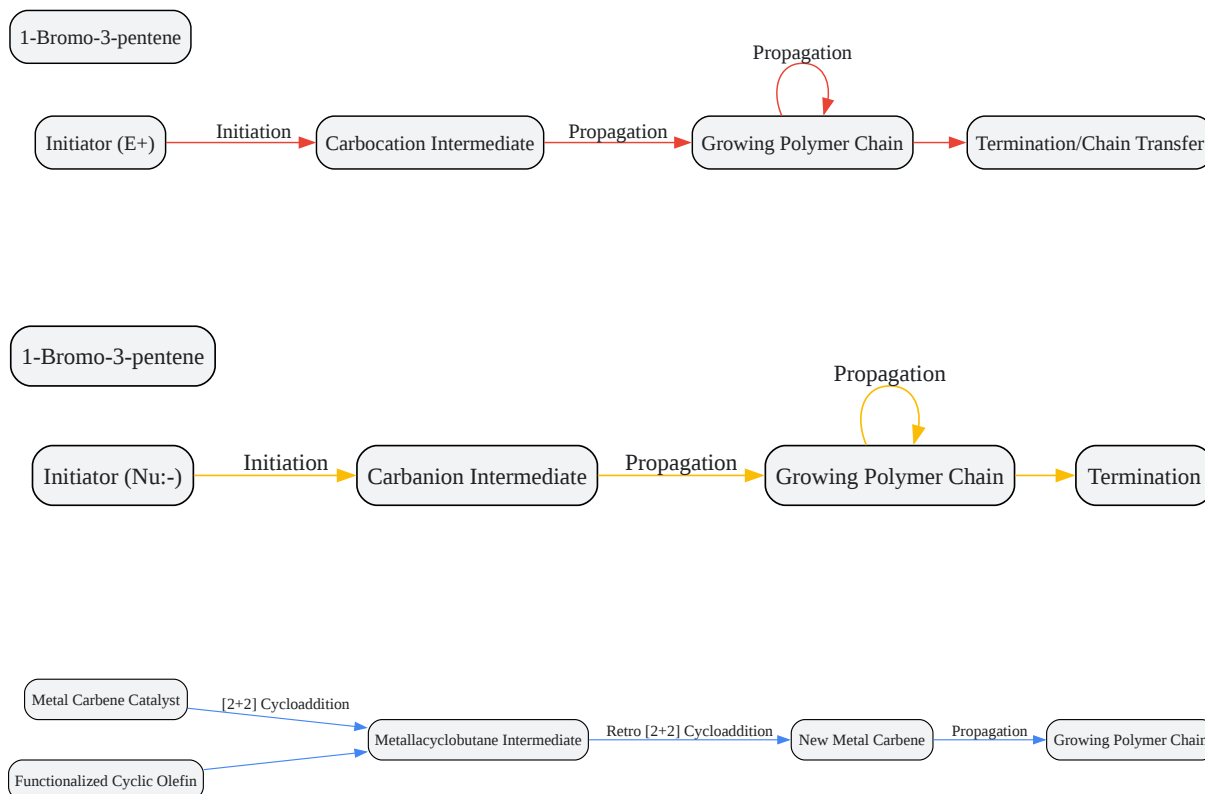 1-Bromo-3-pentene
Propagation
Initiator (E+)
Initiation
Carbocation Intermediate
Propagation
Growing Polymer Chain
Termination/Chain Transfer
1-Bromo-3-pentene
Propagation
Initiator (Nu:-)
Initiation
Carbanion Intermediate
Propagation
Growing Polymer Chain
Termination
Metal Carbene Catalyst
[2+2] Cycloaddition
Functionalized Cyclic Olefin
Metallacyclobutane Intermediate
Retro [2+2] Cycloaddition
New Metal Carbene
Propagation
Growing Polymer Chain